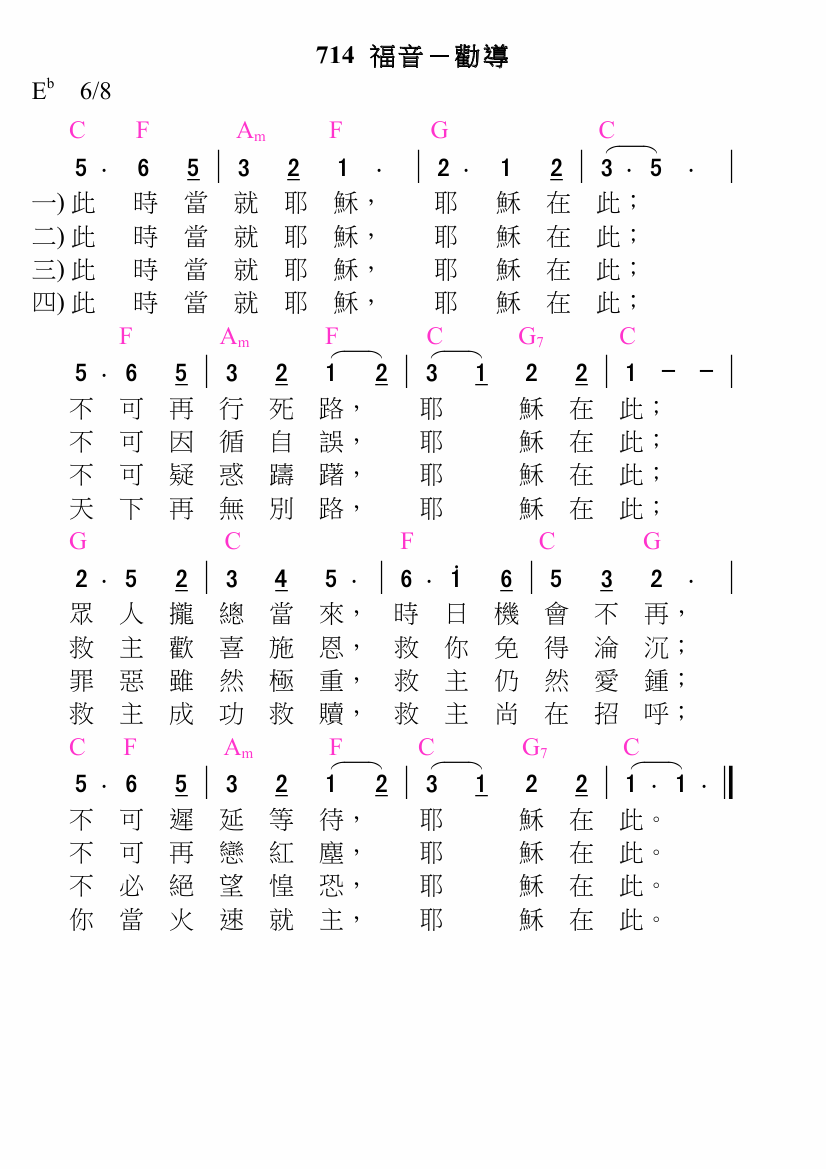 714 福音－勸導
E♭ 6/8
C F Am F G C
5 · 6 5 | 3 2 1 · | 2 · 1 2 | 3 · 5 · |
一) 此 時 當 就 耶 穌， 耶 穌 在 此；
二) 此 時 當 就 耶 穌， 耶 穌 在 此；
三) 此 時 當 就 耶 穌， 耶 穌 在 此；
四) 此 時 當 就 耶 穌， 耶 穌 在 此；
F Am F C G7 C
5 · 6 5 | 3 2 1 2 | 3 1 2 2 | 1 － － |
不 可 再 行 死 路， 耶 穌 在 此；
不 可 因 循 自 誤， 耶 穌 在 此；
不 可 疑 惑 躊 躇， 耶 穌 在 此；
天 下 再 無 別 路， 耶 穌 在 此；
G C F C G
2 · 5 2 | 3 4 5 · | 6 · i 6 | 5 3 2 · |
眾 人 攏 總 當 來， 時 日 機 會 不 再，
救 主 歡 喜 施 恩， 救 你 免 得 淪 沉；
罪 惡 雖 然 極 重， 救 主 仍 然 愛 鍾；
救 主 成 功 救 贖， 救 主 尚 在 招 呼；
C F Am F C G7 C
5 · 6 5 | 3 2 1 2 | 3 1 2 2 | 1 · 1 · ‖
不 可 遲 延 等 待， 耶 穌 在 此。
不 可 再 戀 紅 塵， 耶 穌 在 此。
不 必 絕 望 惶 恐， 耶 穌 在 此。
你 當 火 速 就 主， 耶 穌 在 此。